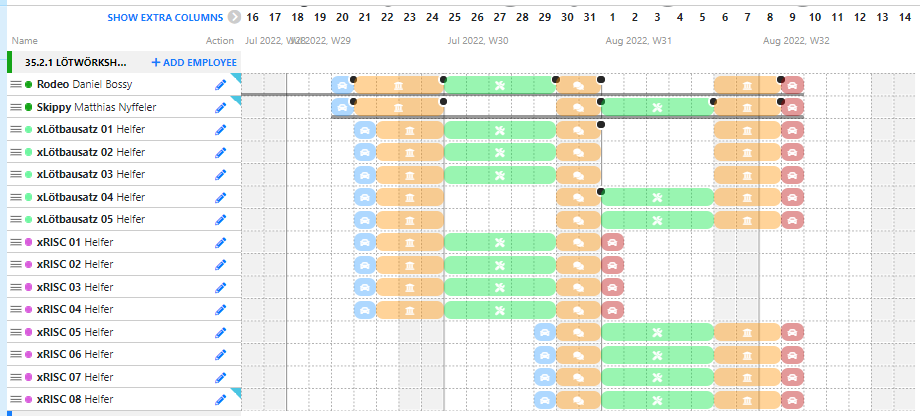 SHOW EXTRA COLUMNS 16 17 18 19 20 21 22 23 24 25 26 27 28 29 30 31 1 2 3 4 5 6 7 8 9 10 11 12 13 14
Name Action Jul 2022, W29 Jul 2022, W30 Aug 2022, W31 Aug 2022, W32
35.2.1 LÖTWÖRKSH... + ADD EMPLOYEE
Rodeo Daniel Bossy
Skippy Matthias Nyffeler
xLötbausatz 01 Helfer
xLötbausatz 02 Helfer
xLötbausatz 03 Helfer
xLötbausatz 04 Helfer
xLötbausatz 05 Helfer
xRISC 01 Helfer
xRISC 02 Helfer
xRISC 03 Helfer
xRISC 04 Helfer
xRISC 05 Helfer
xRISC 06 Helfer
xRISC 07 Helfer
xRISC 08 Helfer